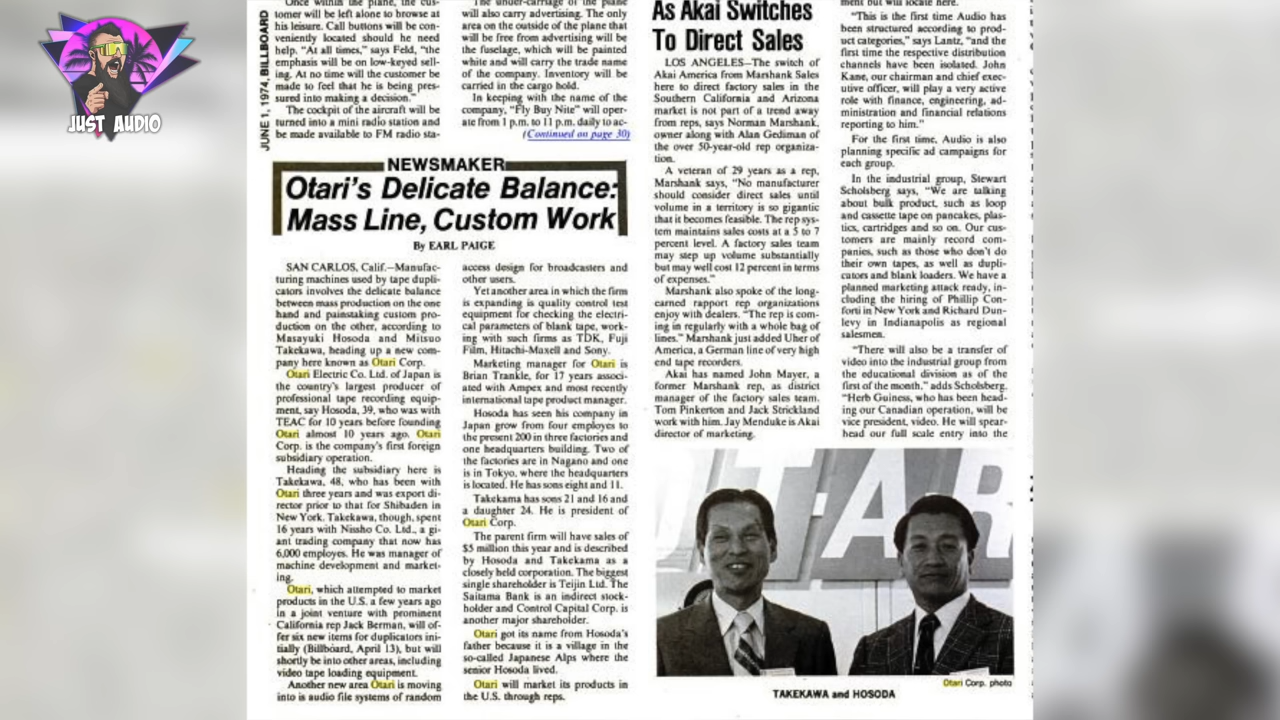 JUST AUDIO
JUNE 1, 1974, BILLBOARD
Once within the plane, the cus-
tomer will be left alone to browse at
his leisure. Call buttons will be con-
veniently located should he need
help. “At all times,” says Feld, “the
emphasis will be on low-keyed sell-
ing. At no time will the customer be
made to feel that he is being pres-
sured into making a decision.”
The cockpit of the aircraft will be
turned into a mini radio station and
be made available to FM radio sta-
The under-carriage of the plane
will also carry advertising. The only
area on the outside of the plane that
will be free from advertising will be
the fuselage, which will be painted
white and will carry the trade name
of the company. Inventory will be
carried in the cargo hold.
In keeping with the name of the
company, “Fly Buy Nite” will oper-
ate from 1 p.m. to 11 p.m. daily to ac-
(Continued on page 30)
NEWSMAKER
Otari's Delicate Balance:
Mass Line, Custom Work
By EARL PAIGE
SAN CARLOS, Calif.—Manufac-
turing machines used by tape dupli-
cators involves the delicate balance
between mass production on the one
hand and painstaking custom pro-
duction on the other, according to
Masayuki Hosoda and Mitsuo
Takekawa, heading up a new com-
pany here known as Otari Corp.
Otari Electric Co. Ltd. of Japan is
the country's largest producer of
professional tape recording equip-
ment, say Hosoda, 39, who was with
TEAC for 10 years before founding
Otari almost 10 years ago. Otari
Corp. is the company's first foreign
subsidiary operation.
Heading the subsidiary here is
Takekawa, 48, who has been with
Otari three years and was export di-
rector prior to that for Shibaden in
New York. Takekawa, though, spent
16 years with Nissho Co. Ltd., a gi-
ant trading company that now has
6,000 employes. He was manager of
machine development and market-
ing.
Otari, which attempted to market
products in the U.S. a few years ago
in a joint venture with prominent
California rep Jack Berman, will of-
fer six new items for duplicators ini-
tially (Billboard, April 13), but will
shortly be into other areas, including
video tape loading equipment.
Another new area Otari is moving
into is audio file systems of random
access design for broadcasters and
other users.
Yet another area in which the firm
is expanding is quality control test
equipment for checking the electri-
cal parameters of blank tape, work-
ing with such firms as TDK, Fuji
Film, Hitachi-Maxell and Sony.
Marketing manager for Otari is
Brian Trankle, for 17 years associ-
ated with Ampex and most recently
international tape product manager.
Hosoda has seen his company in
Japan grow from four employes to
the present 200 in three factories and
one headquarters building. Two of
the factories are in Nagano and one
is in Tokyo, where the headquarters
is located. He has sons eight and 11.
Takekama has sons 21 and 16 and
a daughter 24. He is president of
Otari Corp.
The parent firm will have sales of
$5 million this year and is described
by Hosoda and Takekama as a
closely held corporation. The biggest
single shareholder is Teijin Ltd. The
Saitama Bank is an indirect stock-
holder and Control Capital Corp. is
another major shareholder.
Otari got its name from Hosoda's
father because it is a village in the
so-called Japanese Alps where the
senior Hosoda lived.
Otari will market its products in
the U.S. through reps.
As Akai Switches
To Direct Sales
LOS ANGELES—The switch of
Akai America from Marshank Sales
here to direct factory sales in the
Southern California and Arizona
market is not part of a trend away
from reps, says Norman Marshank,
owner along with Alan Gediman of
the over 50-year-old rep organiza-
tion.
A veteran of 29 years as a rep,
Marshank says, “No manufacturer
should consider direct sales until
volume in a territory is so gigantic
that it becomes feasible. The rep sys-
tem maintains sales costs at a 5 to 7
percent level. A factory sales team
may step up volume substantially
but may well cost 12 percent in terms
of expenses.”
Marshank also spoke of the long-
earned rapport rep organizations
enjoy with dealers. “The rep is com-
ing in regularly with a whole bag of
lines.” Marshank just added Uher of
America, a German line of very high
end tape recorders.
Akai has named John Mayer, a
former Marshank rep, as district
manager of the factory sales team.
Tom Pinkerton and Jack Strickland
work with him. Jay Menduke is Akai
director of marketing.
ment but will locate here.
“This is the first time Audio has
been structured according to prod-
uct categories,” says Lantz, “and the
first time the respective distribution
channels have been isolated. John
Kane, our chairman and chief exec-
utive officer, will play a very active
role with finance, engineering, ad-
ministration and financial relations
reporting to him.”
For the first time, Audio is also
planning specific ad campaigns for
each group.
In the industrial group, Stewart
Scholsberg says, “We are talking
about bulk product, such as loop
and cassette tape on pancakes, plas-
tics, cartridges and so on. Our cus-
tomers are mainly record com-
panies, such as those who don't do
their own tapes, as well as dupli-
cators and blank loaders. We have a
planned marketing attack ready, in-
cluding the hiring of Phillip Con-
forti in New York and Richard Dun-
levy in Indianapolis as regional
salesmen.
“There will also be a transfer of
video into the industrial group from
the educational division as of the
first of the month,” adds Scholsberg.
“Herb Guiness, who has been head-
ing our Canadian operation, will be
vice president, video. He will spear-
head our full scale entry into the
OTAR
Otari Corp. photo
TAKEKAWA and HOSODA